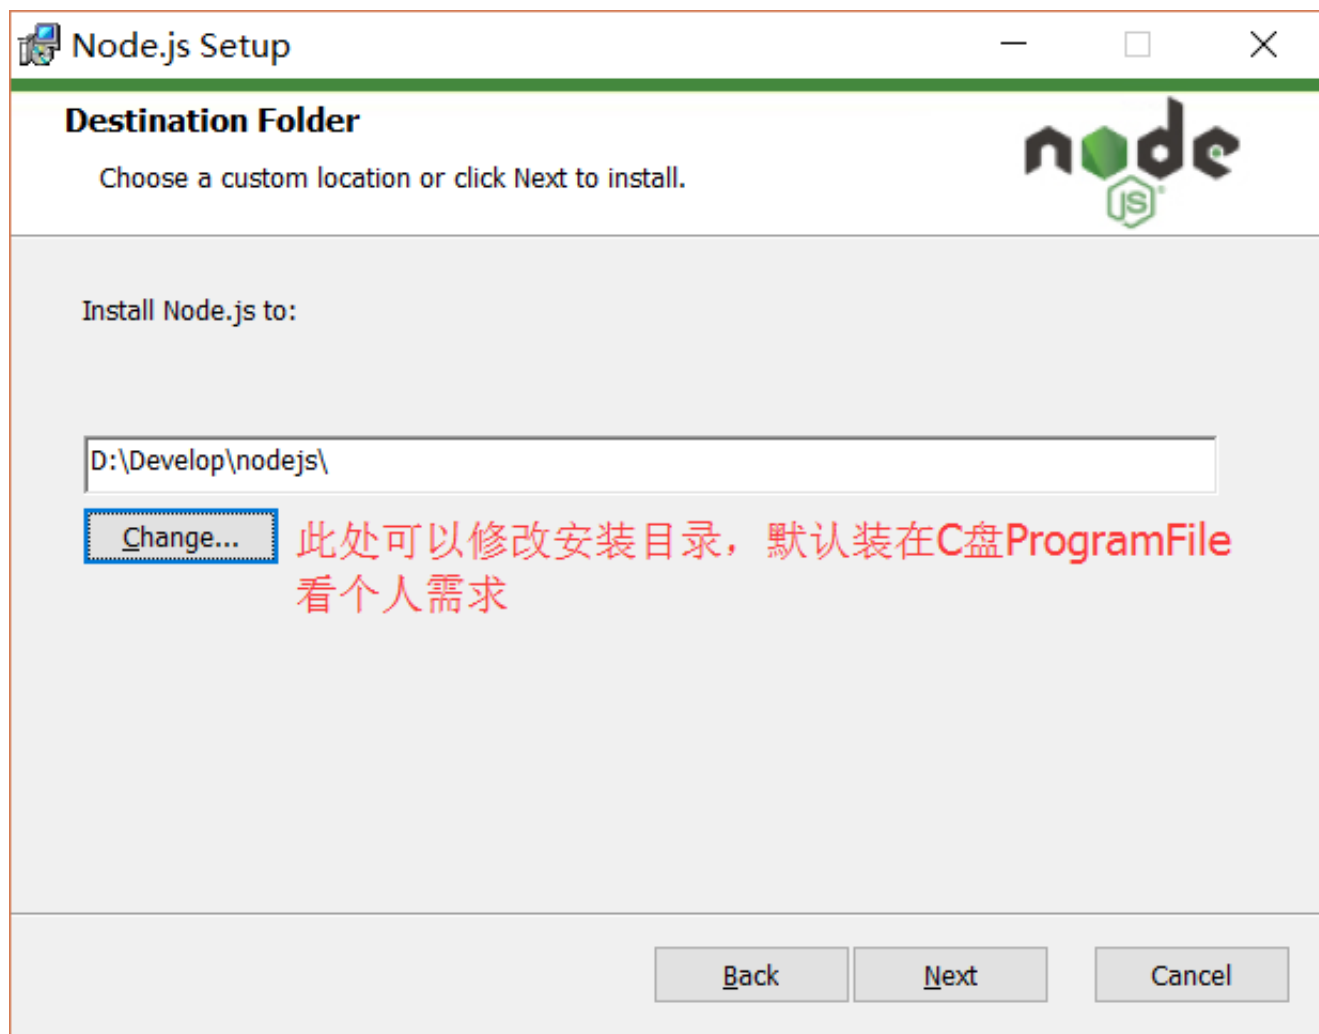 Node.js Setup
Destination Folder
Choose a custom location or click Next to install.
node
JS
Install Node.js to:
D:\Develop\nodejs\
Change...
此处可以修改安装目录，默认装在C盘ProgramFile
看个人需求
Back
Next
Cancel